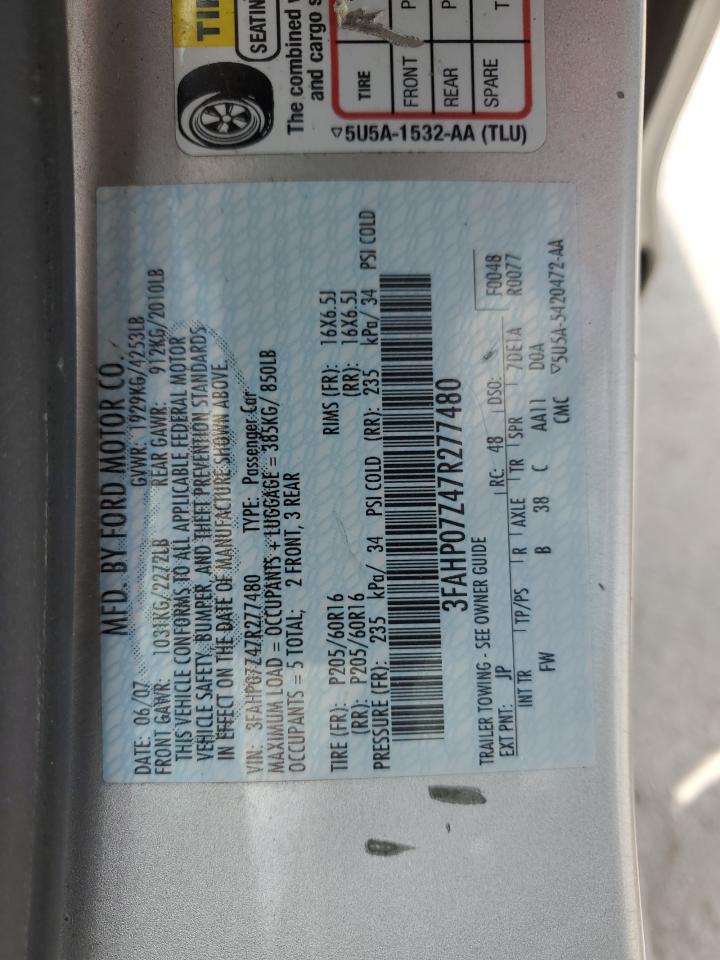 TIR
SEATIN
The combined
and cargo s
TIRE
FRONT P
REAR P
SPARE T
▽5U5A-1532-AA (TLU)
MFD. BY FORD MOTOR CO.
DATE: 06/07 GVWR: 1929KG/4253LB
FRONT GAWR: 1031KG/2272LB REAR GAWR: 912KG/2010LB
THIS VEHICLE CONFORMS TO ALL APPLICABLE FEDERAL MOTOR
VEHICLE SAFETY, BUMPER, AND THEFT PREVENTION STANDARDS
IN EFFECT ON THE DATE OF MANUFACTURE SHOWN ABOVE.
VIN: 3FAHP07Z47R277480 TYPE: Passenger Car
MAXIMUM LOAD = OCCUPANTS + LUGGAGE = 385KG/ 850LB
OCCUPANTS = 5 TOTAL; 2 FRONT, 3 REAR
TIRE (FR): P205/60R16 RIMS (FR): 16X6.5J
(RR): P205/60R16 (RR): 16X6.5J
PRESSURE (FR): 235 kPa/ 34 PSI COLD (RR): 235 kPa/ 34 PSI COLD
3FAHP07Z47R277480
TRAILER TOWING - SEE OWNER GUIDE
EXT PNT: JP RC: 48 DSO: F0048
INT TR TP/PS R AXLE TR SPR 7DE1A R0077
FW B 38 C AA11 DOA
CMC ▽5U5A-5420472-AA